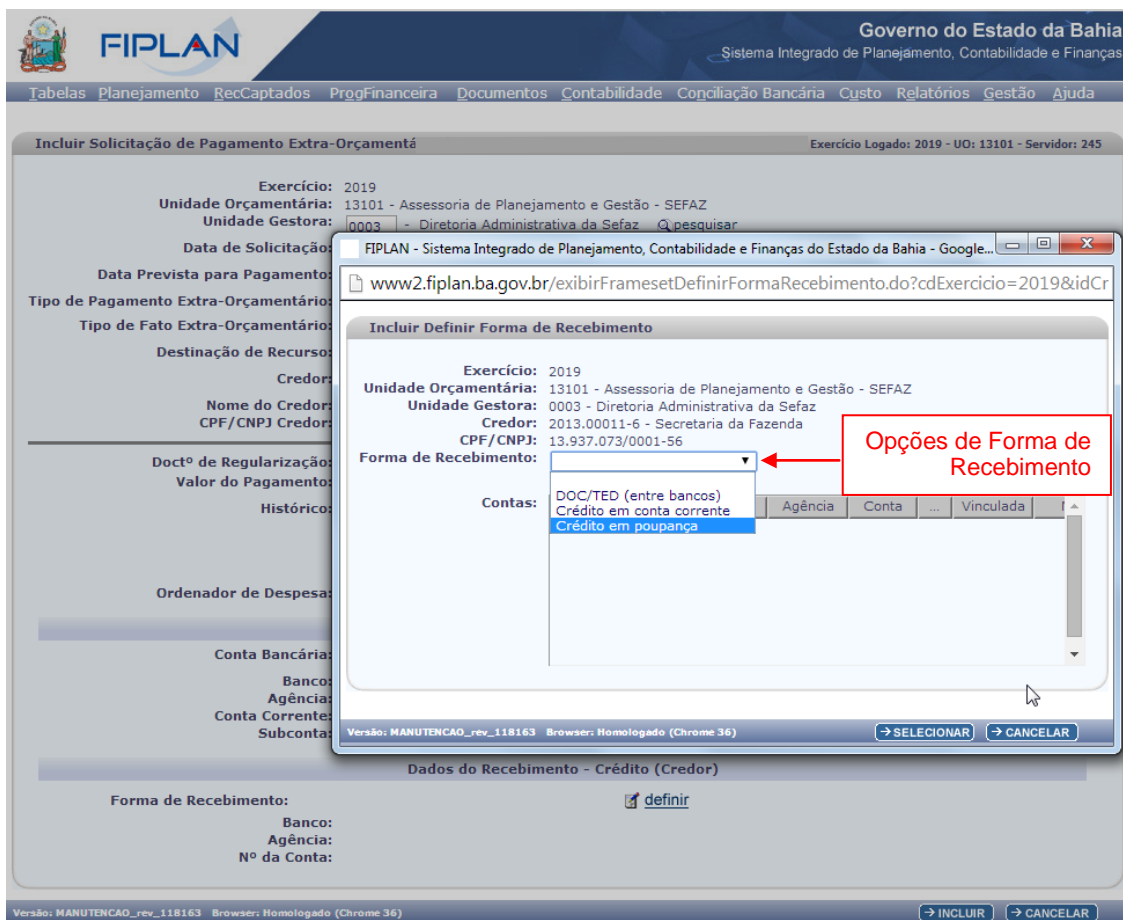 FIPLAN
Governo do Estado da Bahia
Sistema Integrado de Planejamento, Contabilidade e Finanças
Tabelas Planejamento RecCaptados ProgFinanceira Documentos Contabilidade Conciliação Bancária Custo Relatórios Gestão Ajuda
Incluir Solicitação de Pagamento Extra-Orçamentá
Exercício Logado: 2019 - UO: 13101 - Servidor: 245
Exercício: 2019
Unidade Orçamentária: 13101 - Assessoria de Planejamento e Gestão - SEFAZ
Unidade Gestora: 0003 - Diretoria Administrativa da Sefaz pesquisar
Data de Solicitação:
Data Prevista para Pagamento:
Tipo de Pagamento Extra-Orçamentário:
Tipo de Fato Extra-Orçamentário:
Destinação de Recurso:
Credor:
Nome do Credor:
CPF/CNPJ Credor:
Doctº de Regularização:
Valor do Pagamento:
Histórico:
Ordenador de Despesa:
Conta Bancária:
Banco:
Agência:
Conta Corrente:
Subconta:
FIPLAN - Sistema Integrado de Planejamento, Contabilidade e Finanças do Estado da Bahia - Google...
www2.fiplan.ba.gov.br/exibirFramesetDefinirFormaRecebimento.do?cdExercicio=2019&idCr
Incluir Definir Forma de Recebimento
Exercício: 2019
Unidade Orçamentária: 13101 - Assessoria de Planejamento e Gestão - SEFAZ
Unidade Gestora: 0003 - Diretoria Administrativa da Sefaz
Credor: 2013.00011-6 - Secretaria da Fazenda
CPF/CNPJ: 13.937.073/0001-56
Forma de Recebimento:
DOC/TED (entre bancos)
Crédito em conta corrente
Crédito em poupança
Opções de Forma de
Recebimento
Contas: Agência Conta ... Vinculada
Versão: MANUTENCAO_rev_118163 Browser: Homologado (Chrome 36)
SELECIONAR CANCELAR
Dados do Recebimento - Crédito (Credor)
Forma de Recebimento: definir
Banco:
Agência:
Nº da Conta:
Versão: MANUTENCAO_rev_118163 Browser: Homologado (Chrome 36)
INCLUIR CANCELAR